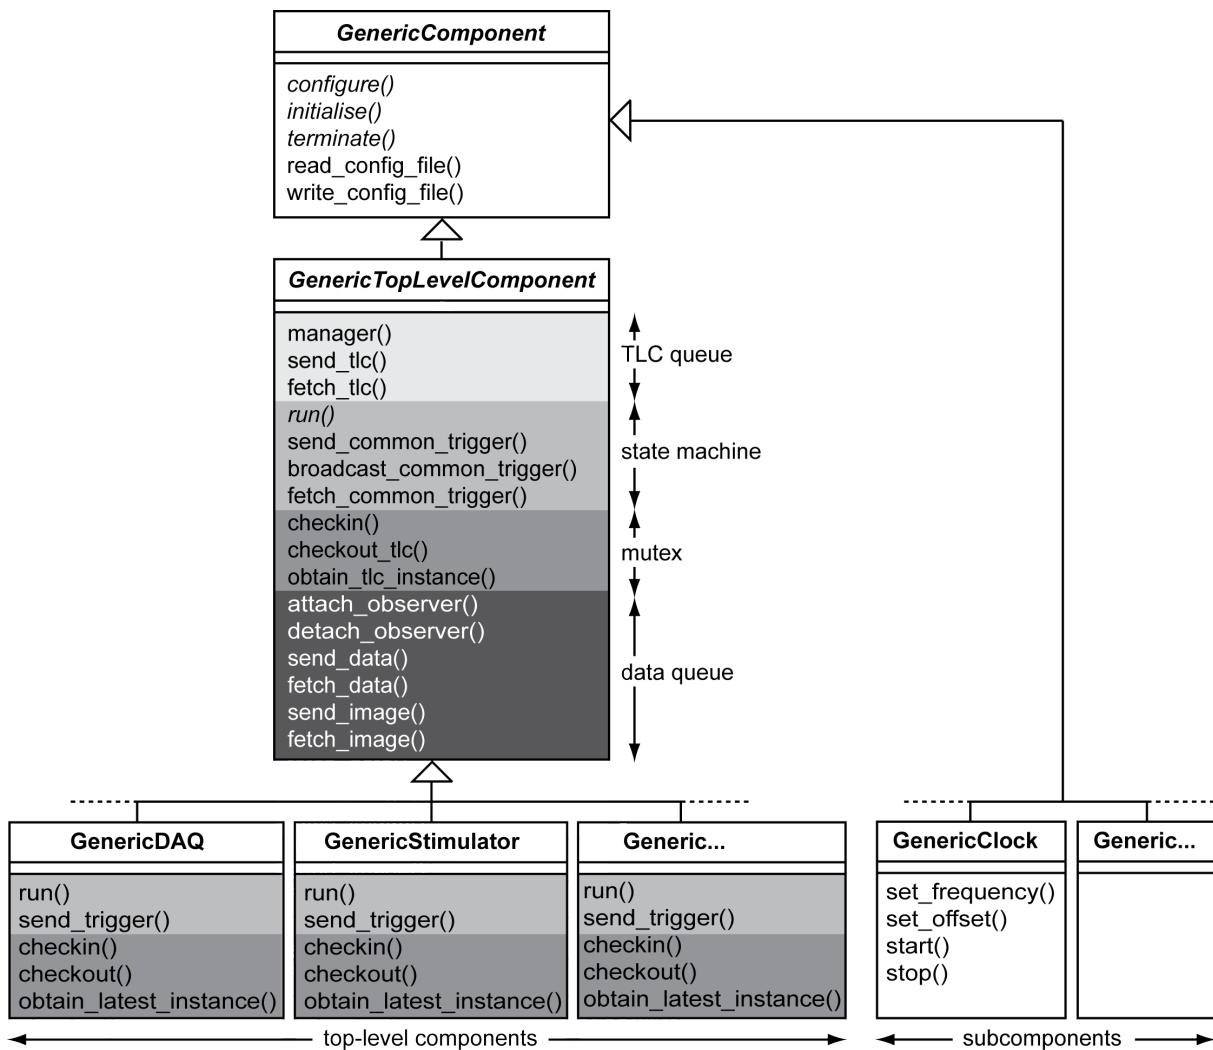 GenericComponent
configure()
initialise()
terminate()
read_config_file()
write_config_file()
GenericTopLevelComponent
manager()
send_tlc()
fetch_tlc()
TLC queue
run()
send_common_trigger()
broadcast_common_trigger()
fetch_common_trigger()
state machine
checkin()
checkout_tlc()
obtain_tlc_instance()
mutex
attach_observer()
detach_observer()
send_data()
fetch_data()
send_image()
fetch_image()
data queue
GenericDAQ
run()
send_trigger()
checkin()
checkout()
obtain_latest_instance()
GenericStimulator
run()
send_trigger()
checkin()
checkout()
obtain_latest_instance()
Generic...
run()
send_trigger()
checkin()
checkout()
obtain_latest_instance()
top-level components
GenericClock
set_frequency()
set_offset()
start()
stop()
Generic...
subcomponents